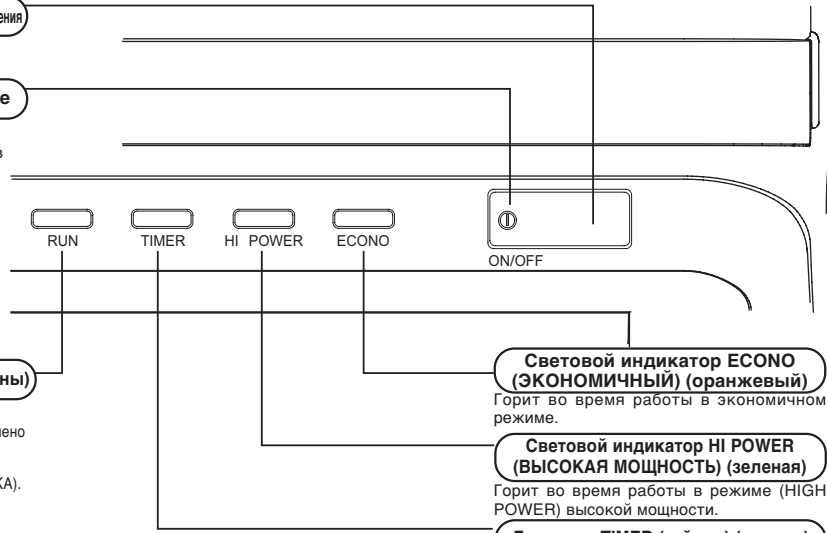 е
в
RUN
TIMER
HI POWER
ECONO
ON/OFF
Световой индикатор ECONO
(ЭКОНОМИЧНЫЙ) (оранжевый)
Горит во время работы в экономичном
режиме.
Световой индикатор HI POWER
(ВЫСОКАЯ МОЩНОСТЬ) (зеленая)
Горит во время работы в режиме (HIGH
POWER) высокой мощности.
TIMER